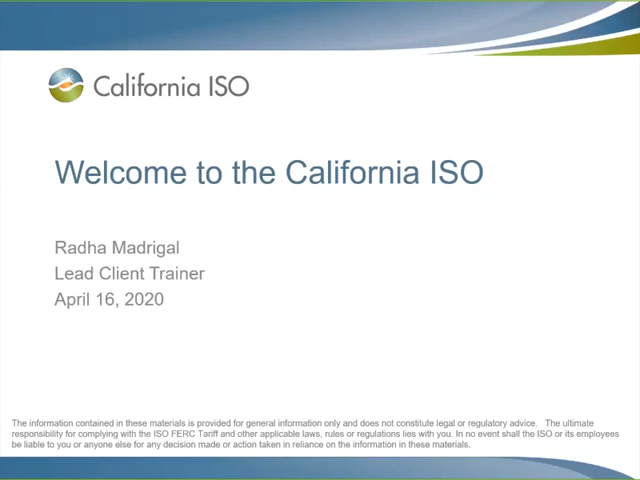 California ISO
Welcome to the California ISO
Radha Madrigal
Lead Client Trainer
April 16, 2020
The information contained in these materials is provided for general information only and does not constitute legal or regulatory advice.   The ultimate
responsibility for complying with the ISO FERC Tariff and other applicable laws, rules or regulations lies with you. In no event shall the ISO or its employees
be liable to you or anyone else for any decision made or action taken in reliance on the information in these materials.